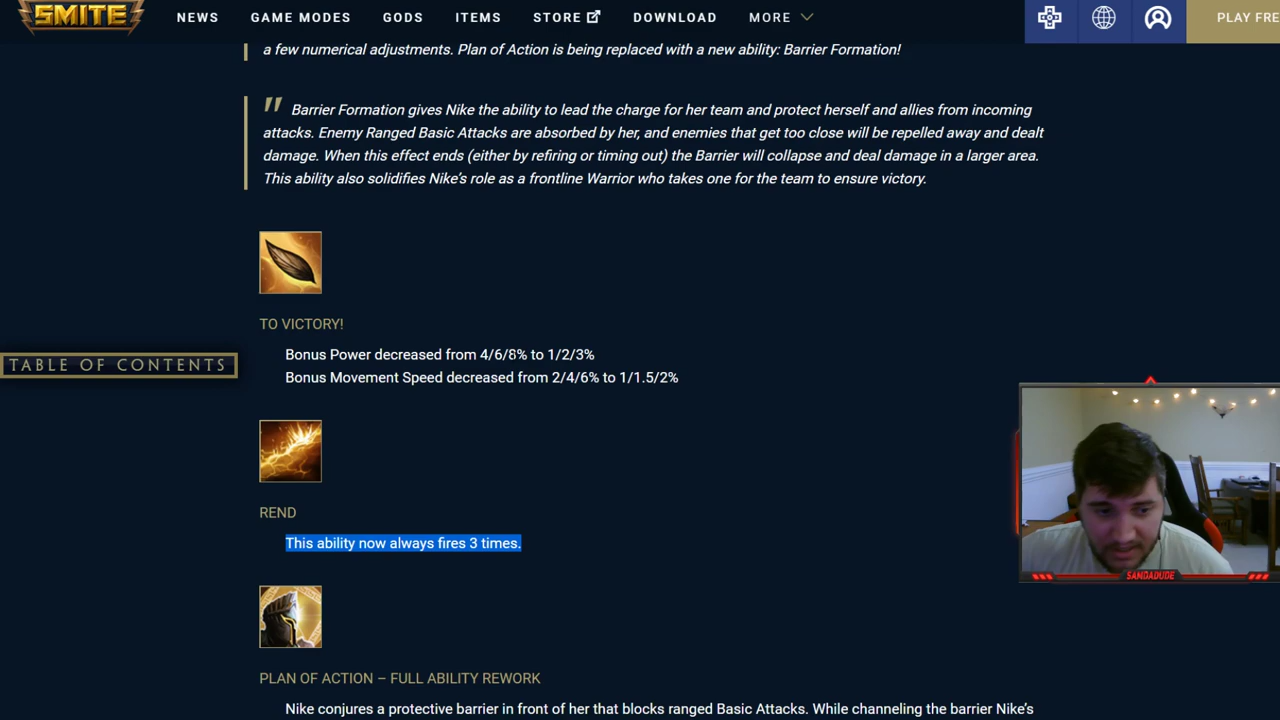 SMITE
NEWS GAME MODES GODS ITEMS STORE DOWNLOAD MORE PLAY FRE
a few numerical adjustments. Plan of Action is being replaced with a new ability: Barrier Formation!
" Barrier Formation gives Nike the ability to lead the charge for her team and protect herself and allies from incoming
attacks. Enemy Ranged Basic Attacks are absorbed by her, and enemies that get too close will be repelled away and dealt
damage. When this effect ends (either by refiring or timing out) the Barrier will collapse and deal damage in a larger area.
This ability also solidifies Nike's role as a frontline Warrior who takes one for the team to ensure victory.
TO VICTORY!
Bonus Power decreased from 4/6/8% to 1/2/3%
Bonus Movement Speed decreased from 2/4/6% to 1/1.5/2%
TABLE OF CONTENTS
REND
This ability now always fires 3 times.
SANDADUDE
PLAN OF ACTION – FULL ABILITY REWORK
Nike conjures a protective barrier in front of her that blocks ranged Basic Attacks. While channeling the barrier Nike's